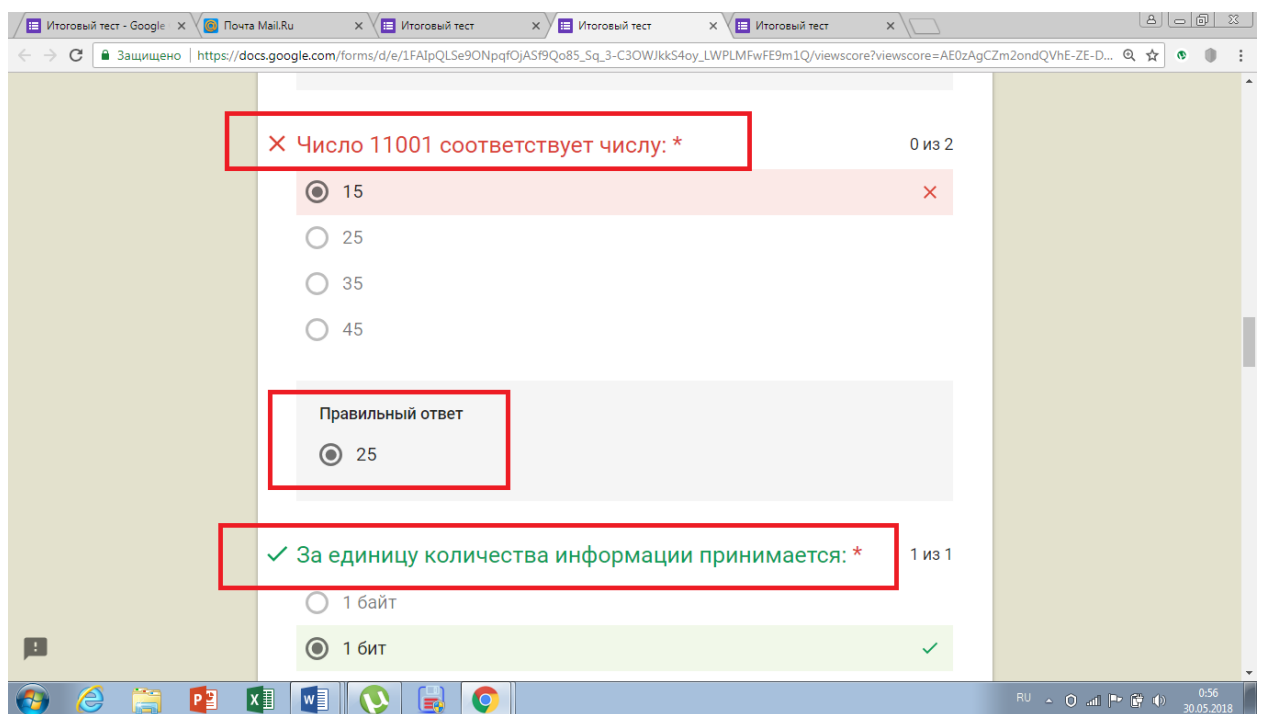 Итоговый тест - Google
Почта Mail.Ru
Итоговый тест
Итоговый тест
Итоговый тест
Защищено
https://docs.google.com/forms/d/e/1FAIpQLSe9ONpqfOjASf9Qo85_Sq_3-C3OWJkkS4oy_LWPLMFwFE9m1Q/viewscore?viewscore=AE0zAgCZm2ondQVhE-ZE-D...
Число 11001 соответствует числу: *
0 из 2
15
25
35
45
Правильный ответ
25
За единицу количества информации принимается: *
1 из 1
1 байт
1 бит
RU
0:56
30.05.2018